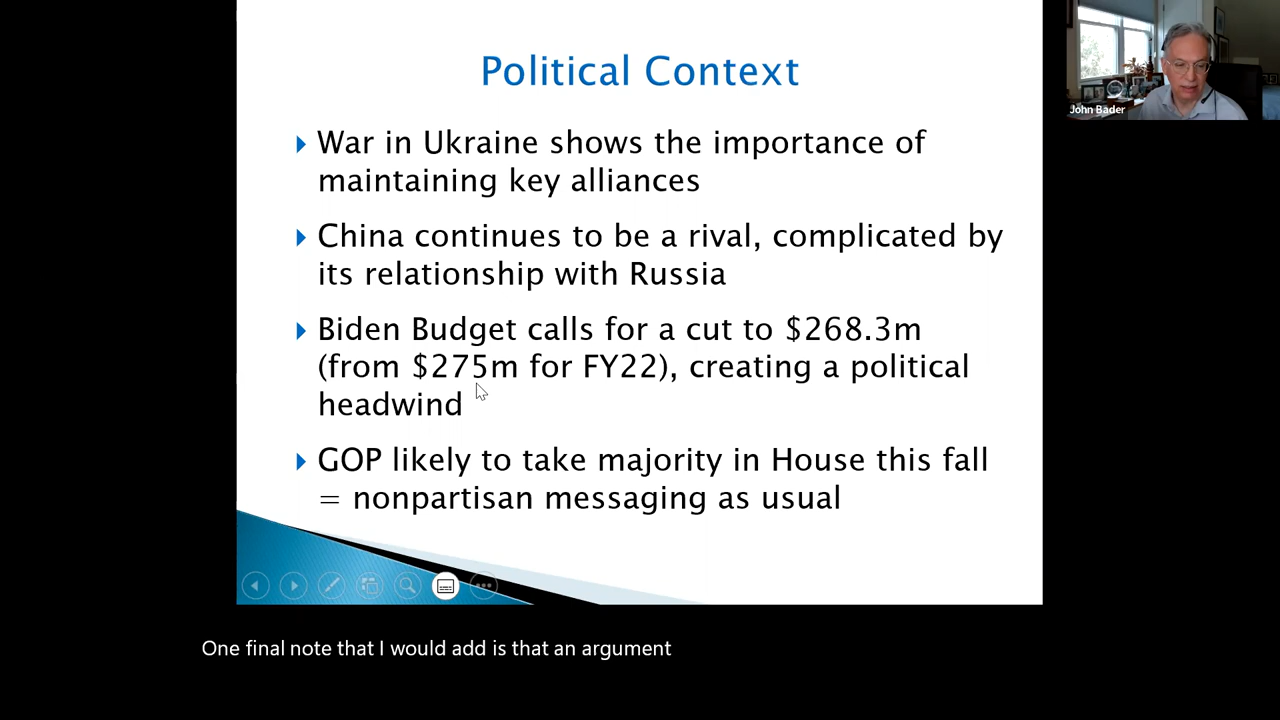 Political Context
War in Ukraine shows the importance of
maintaining key alliances
China continues to be a rival, complicated by
its relationship with Russia
Biden Budget calls for a cut to $268.3m
(from $275m for FY22), creating a political
headwind
GOP likely to take majority in House this fall
= nonpartisan messaging as usual
John Bader
One final note that I would add is that an argument